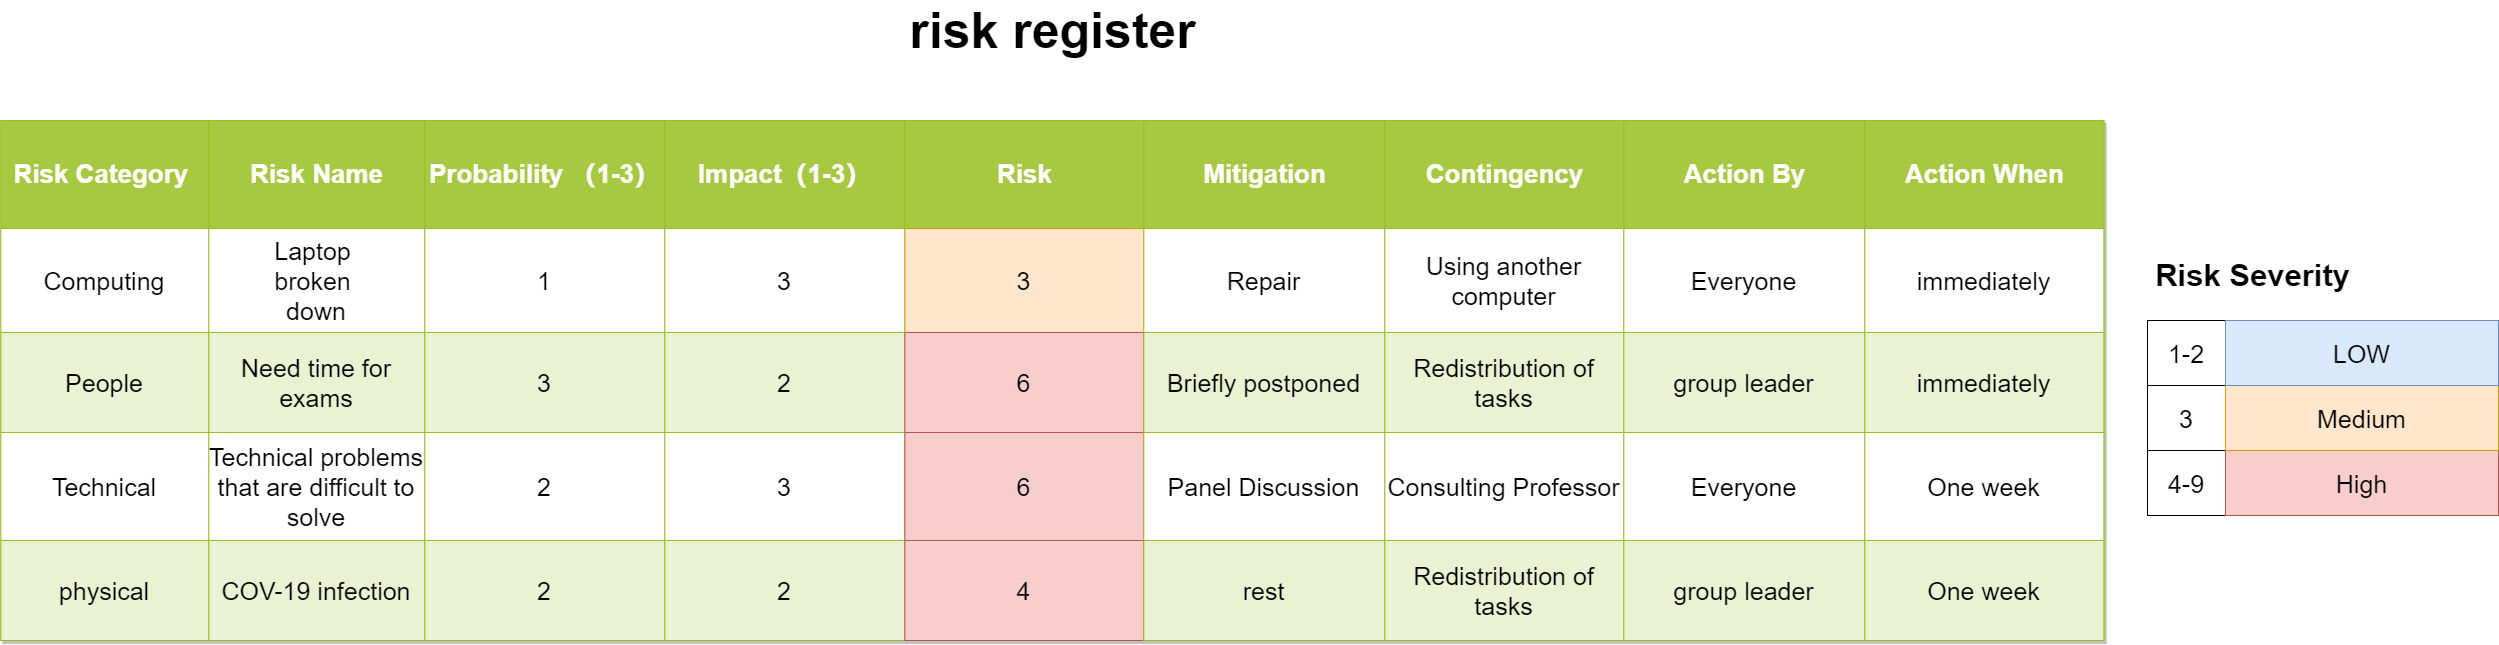 risk register
Risk Category Risk Name Probability （1-3） Impact（1-3） Risk Mitigation Contingency Action By Action When
Computing
Laptop
broken
down
1
3
3
Repair
Using another
computer
Everyone
immediately
People
Need time for
exams
3
2
6
Briefly postponed
Redistribution of
tasks
group leader
immediately
Technical
Technical problems
that are difficult to
solve
2
3
6
Panel Discussion
Consulting Professor
Everyone
One week
physical
COV-19 infection
2
2
4
rest
Redistribution of
tasks
group leader
One week
Risk Severity
1-2 LOW
3 Medium
4-9 High